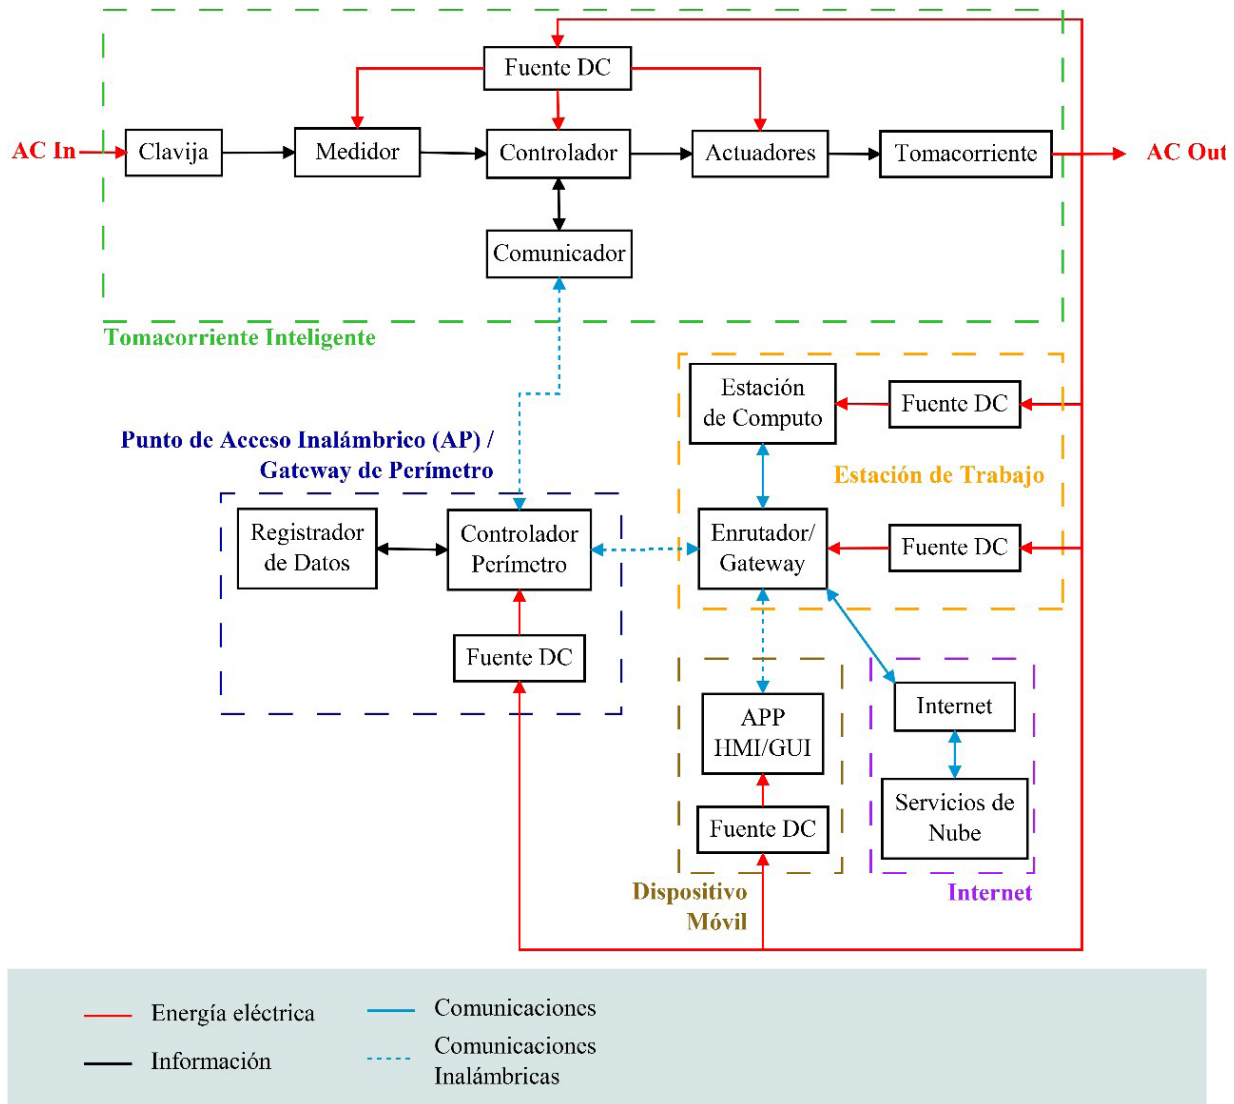 Fuente DC
AC In
Clavija
Medidor
Controlador
Actuadores
Tomacorriente
AC Out
Comunicador
Tomacorriente Inteligente
Estación
de Computo
Fuente DC
Punto de Acceso Inalámbrico (AP) /
Gateway de Perímetro
Estación de Trabajo
Registrador
de Datos
Controlador
Perímetro
Enrutador/
Gateway
Fuente DC
Fuente DC
APP
HMI/GUI
Internet
Fuente DC
Servicios de
Nube
Dispositivo
Móvil
Internet
Energía eléctrica
Comunicaciones
Información
Comunicaciones
Inalámbricas